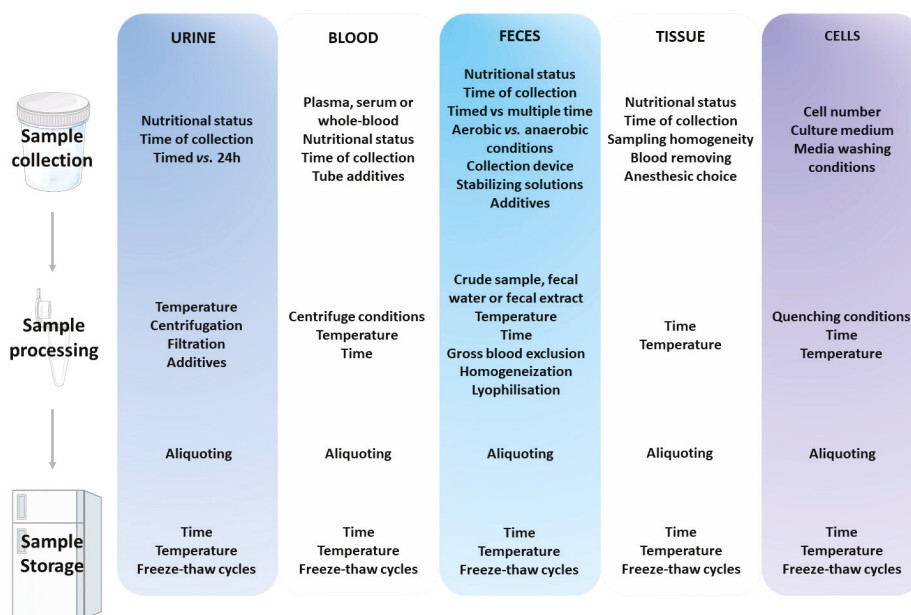 URINE
BLOOD
FECES
TISSUE
CELLS
Sample
collection
Nutritional status
Time of collection
Timed vs. 24h
Plasma, serum or
whole-blood
Nutritional status
Time of collection
Tube additives
Nutritional status
Time of collection
Timed vs multiple time
Aerobic vs. anaerobic
conditions
Collection device
Stabilizing solutions
Additives
Nutritional status
Time of collection
Sampling homogeneity
Blood removing
Anesthesic choice
Cell number
Culture medium
Media washing
conditions
Sample
processing
Temperature
Centrifugation
Filtration
Additives
Centrifuge conditions
Temperature
Time
Crude sample, fecal
water or fecal extract
Temperature
Time
Gross blood exclusion
Homogeneization
Lyophilisation
Time
Temperature
Quenching conditions
Time
Temperature
Aliquoting
Aliquoting
Aliquoting
Aliquoting
Aliquoting
Sample
Storage
Time
Temperature
Freeze-thaw cycles
Time
Temperature
Freeze-thaw cycles
Time
Temperature
Freeze-thaw cycles
Time
Temperature
Freeze-thaw cycles
Time
Temperature
Freeze-thaw cycles